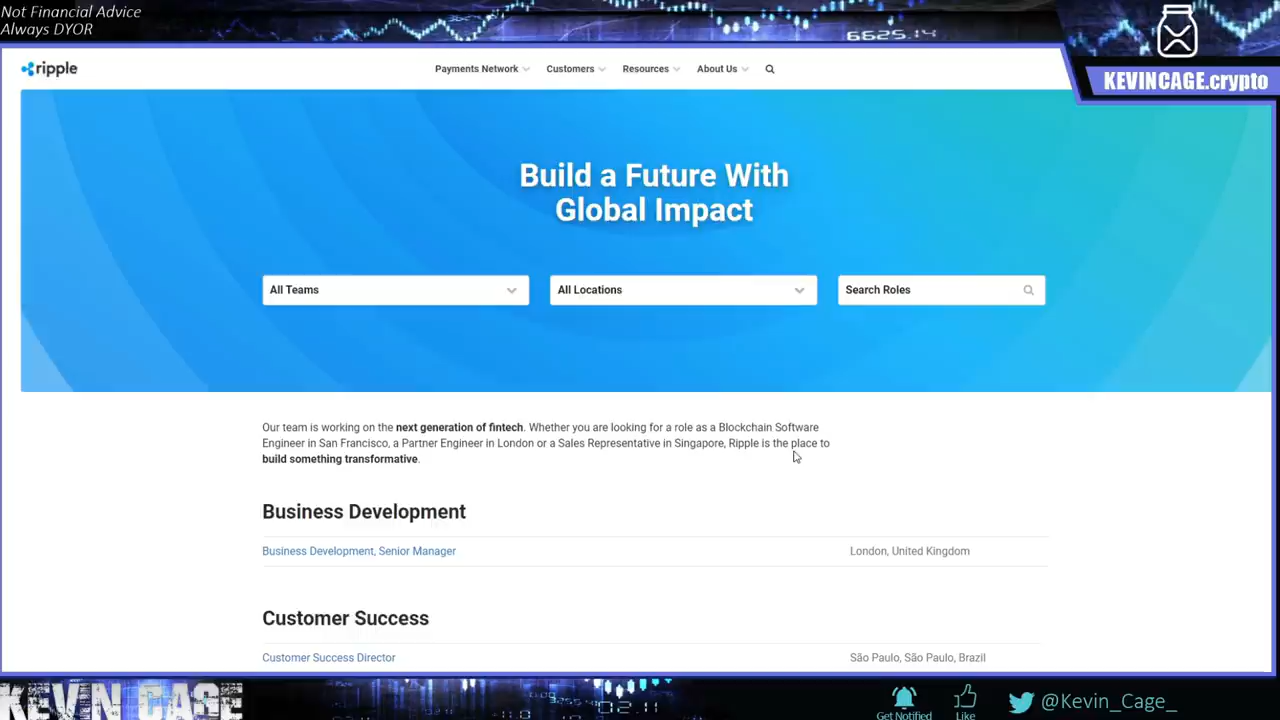 Not Financial Advice
Always DYOR
6625.14
KEVINCAGE.crypto
ripple
Payments Network
Customers
Resources
About Us
Build a Future With
Global Impact
All Teams
All Locations
Search Roles
Our team is working on the next generation of fintech. Whether you are looking for a role as a Blockchain Software
Engineer in San Francisco, a Partner Engineer in London or a Sales Representative in Singapore, Ripple is the place to
build something transformative.
Business Development
Business Development, Senior Manager
London, United Kingdom
Customer Success
Customer Success Director
São Paulo, São Paulo, Brazil
KEVIN CAGE
Get Notified
Like
@Kevin_Cage_